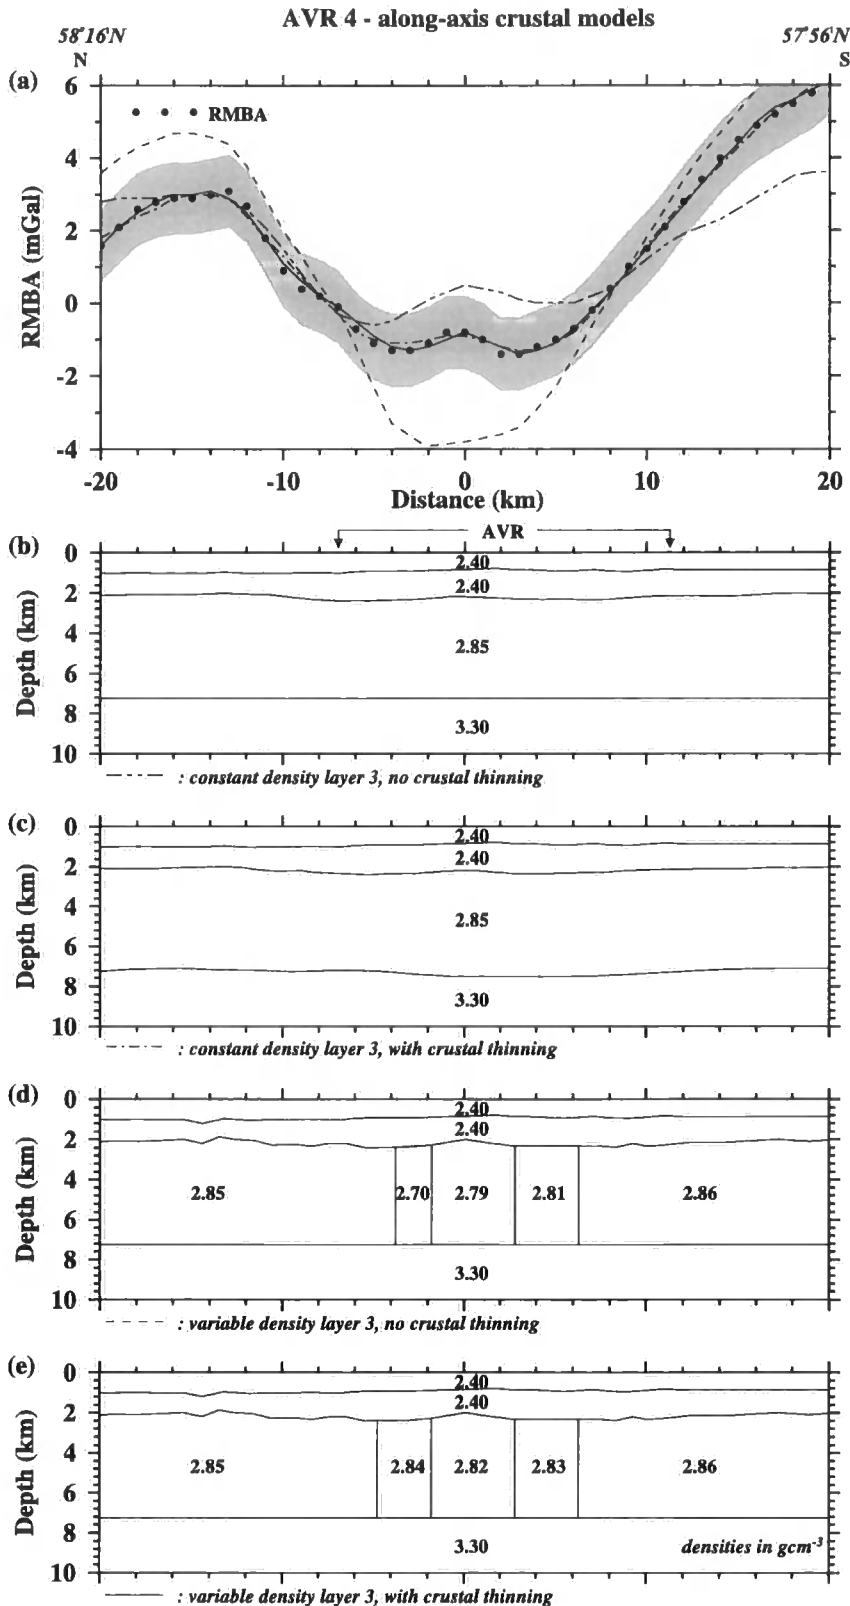 AVR 4 - along-axis crustal models
58°16'N
57°56'N
N
S
(a)
6
4
2
0
-2
-4
RMBA (mGal)
RMBA
-20
-10
0
10
20
Distance (km)
(b)
AVR
0
2
4
6
8
10
Depth (km)
2.40
2.40
2.85
3.30
: constant density layer 3, no crustal thinning
(c)
0
2
4
6
8
10
Depth (km)
2.40
2.40
2.85
3.30
: constant density layer 3, with crustal thinning
(d)
0
2
4
6
8
10
Depth (km)
2.40
2.40
2.85 2.70 2.79 2.81 2.86
3.30
: variable density layer 3, no crustal thinning
(e)
0
2
4
6
8
10
Depth (km)
2.40
2.40
2.85 2.84 2.82 2.83 2.86
3.30
densities in gcm⁻³
: variable density layer 3, with crustal thinning